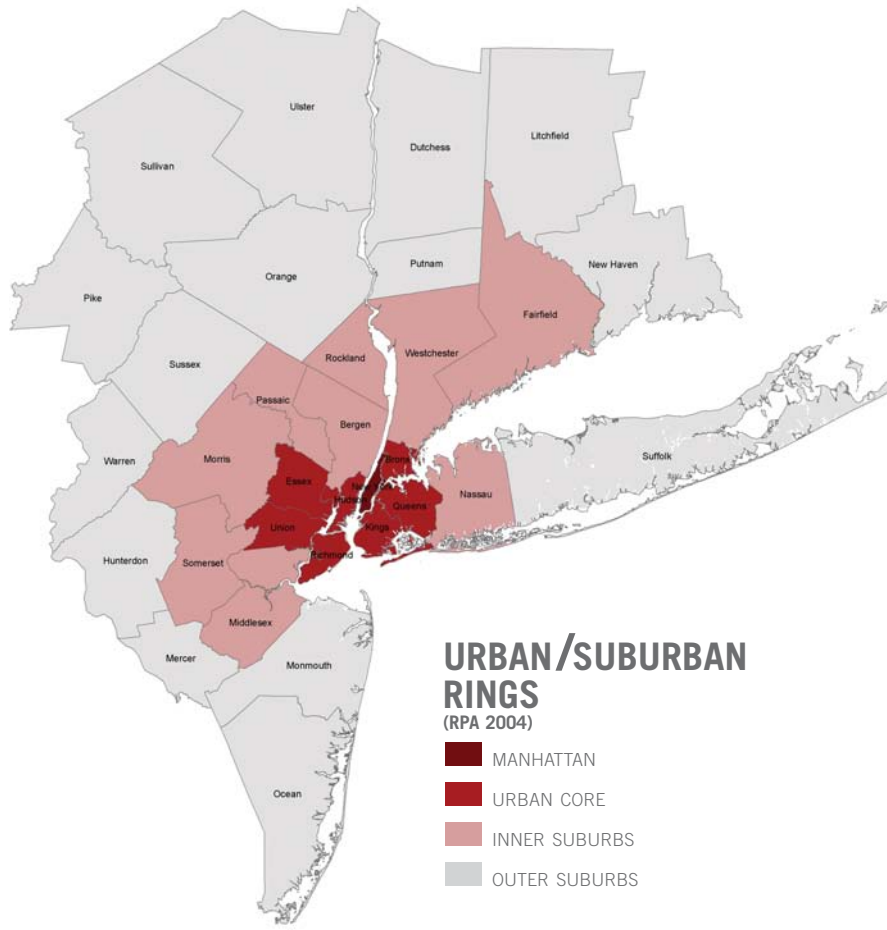 Ulster
Litchfield
Dutchess
Sullivan
Putnam
New Haven
Orange
Pike
Fairfield
Rockland
Westchester
Sussex
Passaic
Bergen
Suffolk
Warren
Morris
Bronx
Essex
New York
Nassau
Hudson
Queens
Union
Kings
Richmond
Hunterdon
Somerset
Middlesex
Mercer
Monmouth
Ocean
URBAN/SUBURBAN
RINGS
(RPA 2004)
MANHATTAN
URBAN CORE
INNER SUBURBS
OUTER SUBURBS